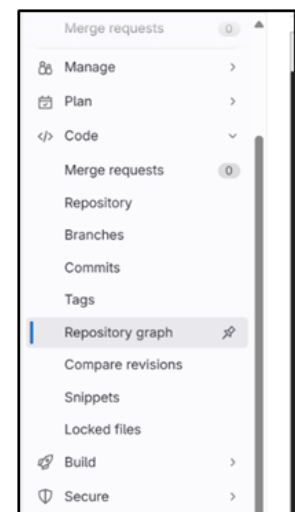 Merge requests 0
Manage
Plan
Code
Merge requests 0
Repository
Branches
Commits
Tags
Repository graph
Compare revisions
Snippets
Locked files
Build
Secure